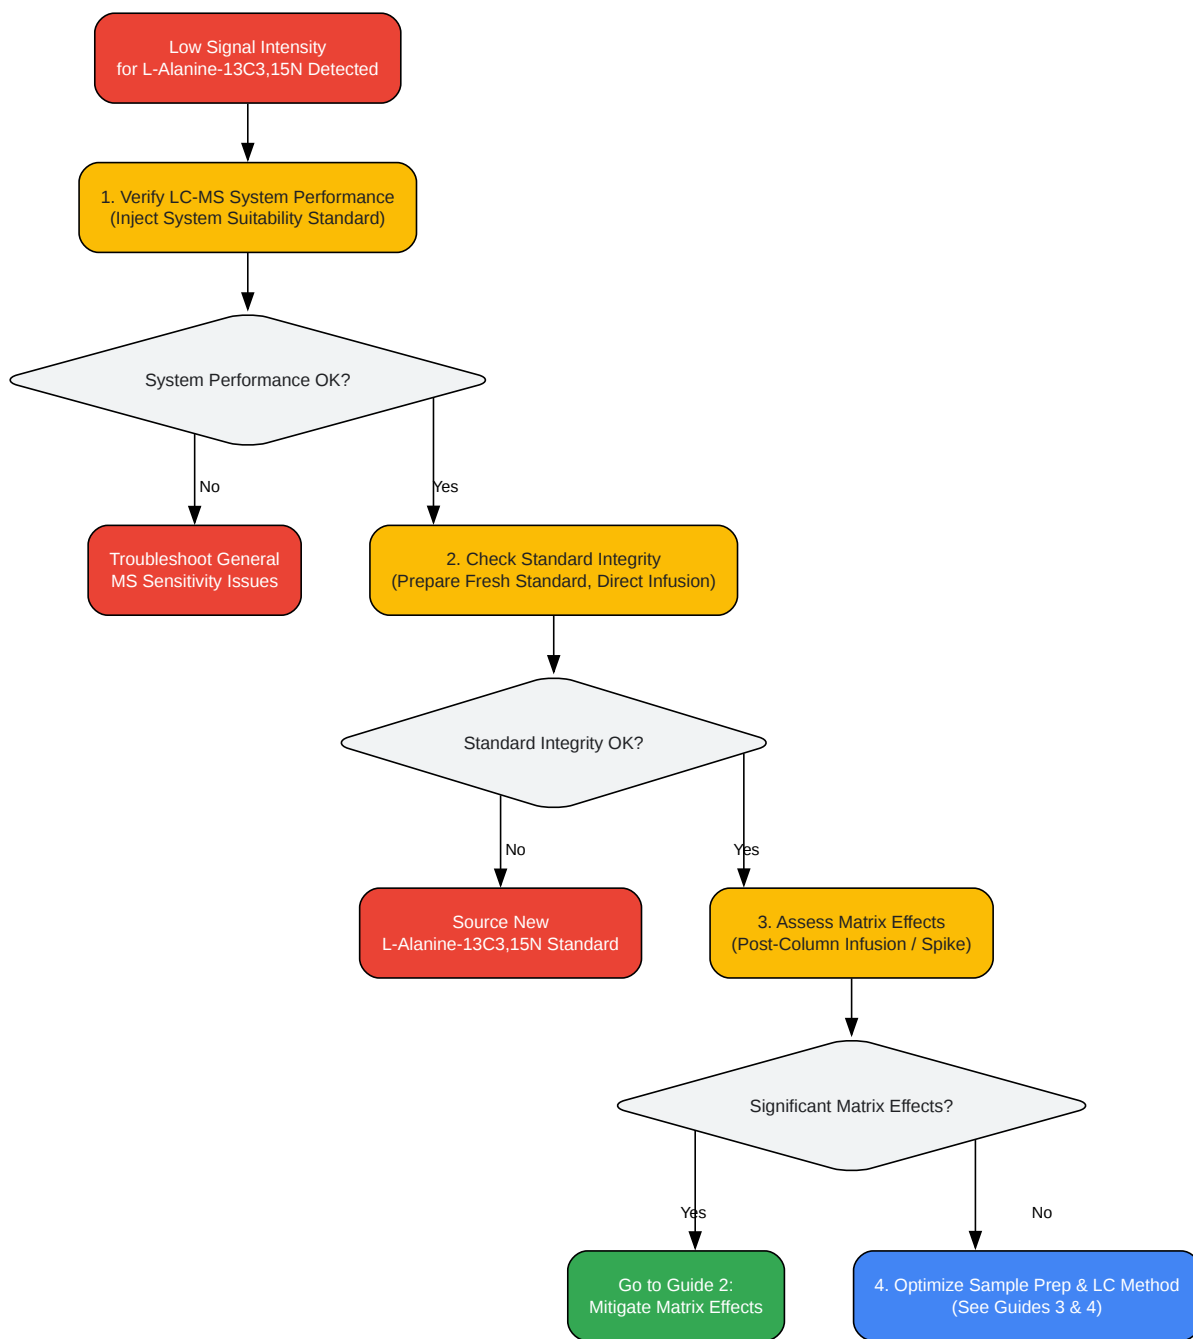 Low Signal Intensity
for L-Alanine-13C3,15N Detected
1. Verify LC-MS System Performance
(Inject System Suitability Standard)
System Performance OK?
No
Yes
Troubleshoot General
MS Sensitivity Issues
2. Check Standard Integrity
(Prepare Fresh Standard, Direct Infusion)
Standard Integrity OK?
No
Yes
Source New
L-Alanine-13C3,15N Standard
3. Assess Matrix Effects
(Post-Column Infusion / Spike)
Significant Matrix Effects?
Yes
No
Go to Guide 2:
Mitigate Matrix Effects
4. Optimize Sample Prep & LC Method
(See Guides 3 & 4)